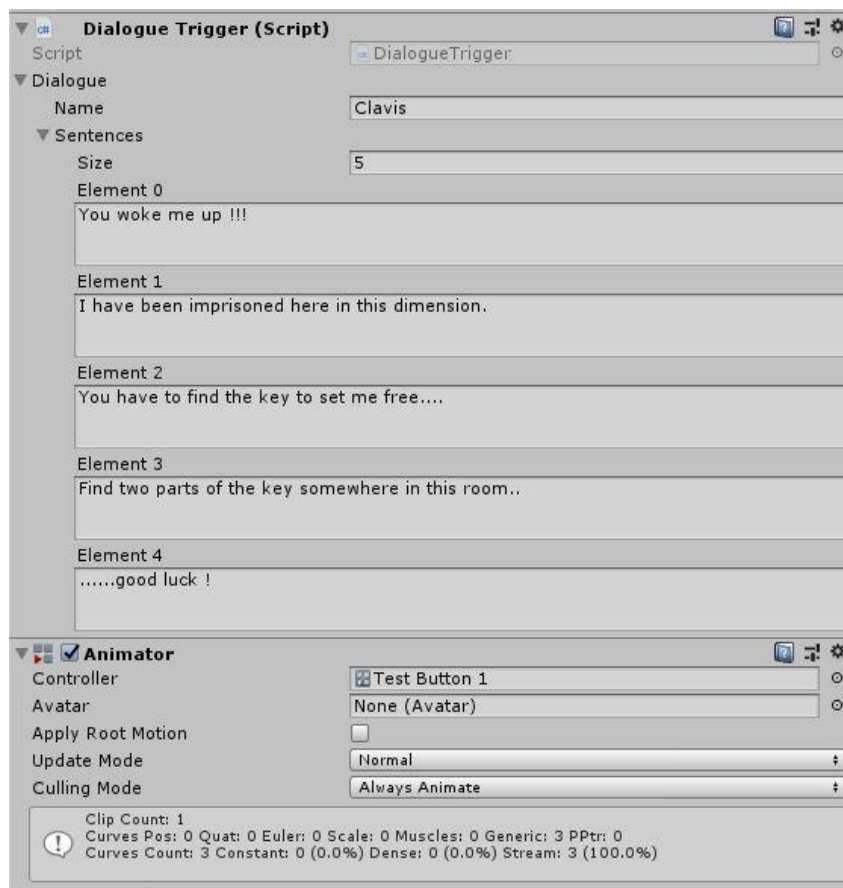 Dialogue Trigger (Script)
Script DialogueTrigger
Dialogue
Name Clavis
Sentences
Size 5
Element 0
You woke me up !!!
Element 1
I have been imprisoned here in this dimension.
Element 2
You have to find the key to set me free....
Element 3
Find two parts of the key somewhere in this room..
Element 4
......good luck !
Animator
Controller Test Button 1
Avatar None (Avatar)
Apply Root Motion
Update Mode Normal
Culling Mode Always Animate
Clip Count: 1
Curves Pos: 0 Quat: 0 Euler: 0 Scale: 0 Muscles: 0 Generic: 3 PPtr: 0
Curves Count: 3 Constant: 0 (0.0%) Dense: 0 (0.0%) Stream: 3 (100.0%)